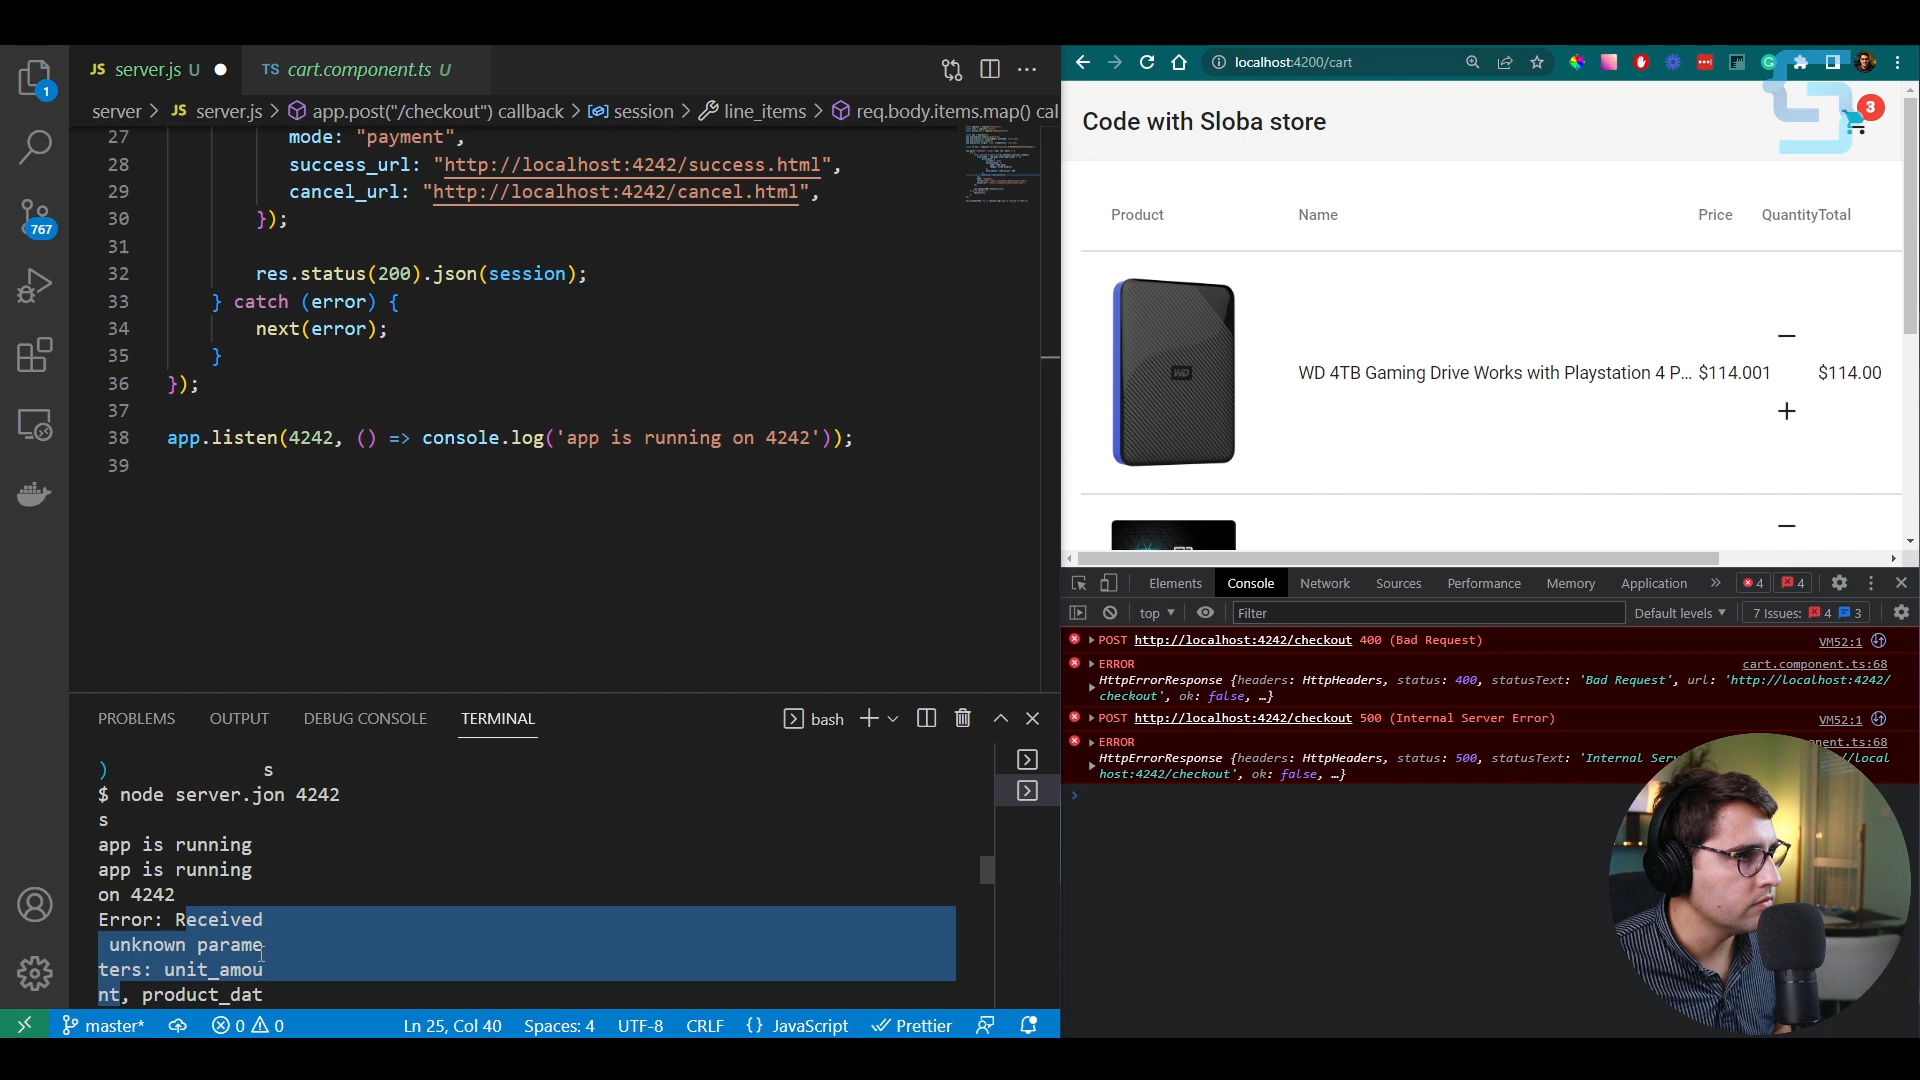 JS server.js U
TS cart.component.ts U
server > JS server.js > app.post("/checkout") callback > session > line_items > req.body.items.map() cal
27 mode: "payment",
28 success_url: "http://localhost:4242/success.html",
29 cancel_url: "http://localhost:4242/cancel.html",
30 });
31
32 res.status(200).json(session);
33 } catch (error) {
34 next(error);
35 }
36 });
37
38 app.listen(4242, () => console.log('app is running on 4242'));
39
1
767
PROBLEMS OUTPUT DEBUG CONSOLE TERMINAL
bash
) s
$ node server.jon 4242
s
app is running
app is running
on 4242
Error: Received
unknown parame
ters: unit_amou
nt, product_dat
master* 0 0 Ln 25, Col 40 Spaces: 4 UTF-8 CRLF {} JavaScript Prettier
localhost:4200/cart
Code with Sloba store
3
Product Name Price QuantityTotal
WD
WD 4TB Gaming Drive Works with Playstation 4 P... $114.001 $114.00
Elements Console Network Sources Performance Memory Application » 4 4
top Filter Default levels 7 Issues: 4 3
POST http://localhost:4242/checkout 400 (Bad Request) VM52:1
ERROR cart.component.ts:68
HttpErrorResponse {headers: HttpHeaders, status: 400, statusText: 'Bad Request', url: 'http://localhost:4242/
checkout', ok: false, …}
POST http://localhost:4242/checkout 500 (Internal Server Error) VM52:1
ERROR nent.ts:68
HttpErrorResponse {headers: HttpHeaders, status: 500, statusText: 'Internal Ser //local
host:4242/checkout', ok: false, …}